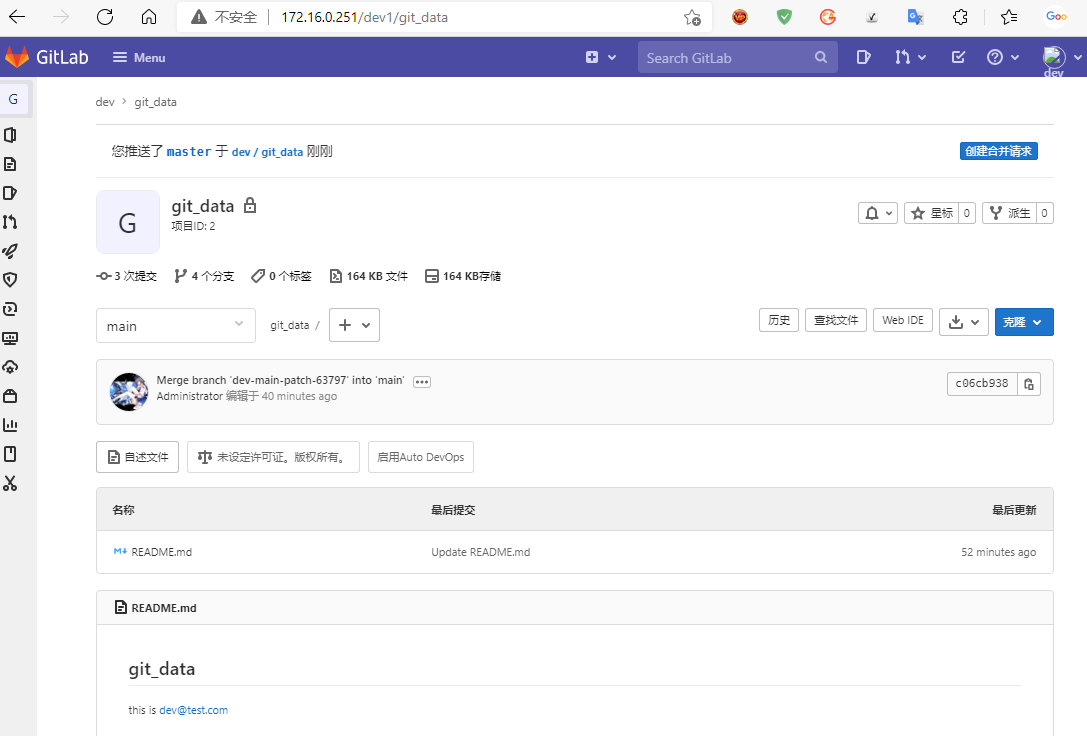 不安全 172.16.0.251/dev1/git_data
GitLab Menu Search GitLab dev
G
dev > git_data
您推送了 master 于 dev / git_data 刚刚 创建合并请求
G
git_data
项目ID: 2
星标 0 派生 0
3 次提交 4 个分支 0 个标签 164 KB 文件 164 KB存储
main git_data / 历史 查找文件 Web IDE 克隆
Merge branch 'dev-main-patch-63797' into 'main'
Administrator 编辑于 40 minutes ago
c06cb938
自述文件 未设定许可证。版权所有。 启用Auto DevOps
名称 最后提交 最后更新
M↓ README.md Update README.md 52 minutes ago
README.md
git_data
this is dev@test.com